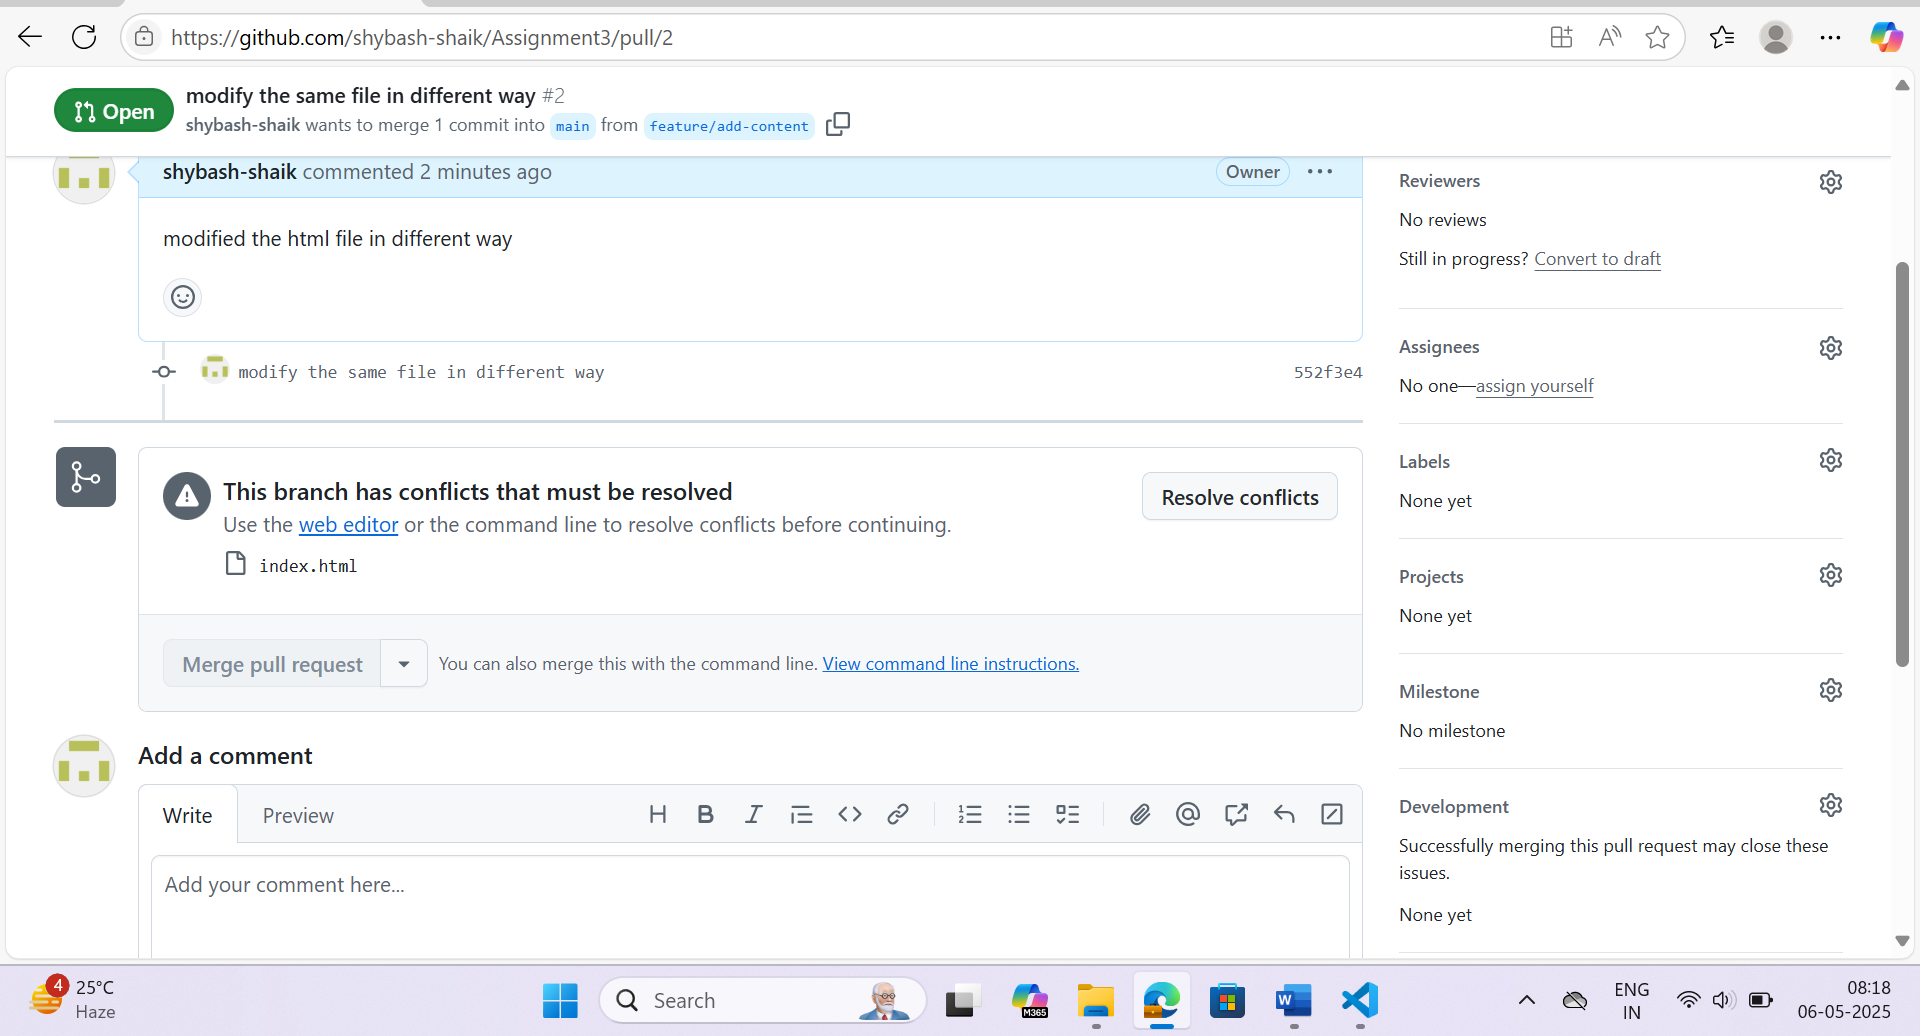 https://github.com/shybash-shaik/Assignment3/pull/2
Open
modify the same file in different way #2
shybash-shaik wants to merge 1 commit into main from feature/add-content
shybash-shaik commented 2 minutes ago
Owner
modified the html file in different way
modify the same file in different way
552f3e4
This branch has conflicts that must be resolved
Use the web editor or the command line to resolve conflicts before continuing.
index.html
Resolve conflicts
Merge pull request
You can also merge this with the command line. View command line instructions.
Add a comment
Write
Preview
Add your comment here...
Reviewers
No reviews
Still in progress? Convert to draft
Assignees
No one—assign yourself
Labels
None yet
Projects
None yet
Milestone
No milestone
Development
Successfully merging this pull request may close these
issues.
None yet
4
25°C
Haze
Search
M365
ENG
IN
08:18
06-05-2025